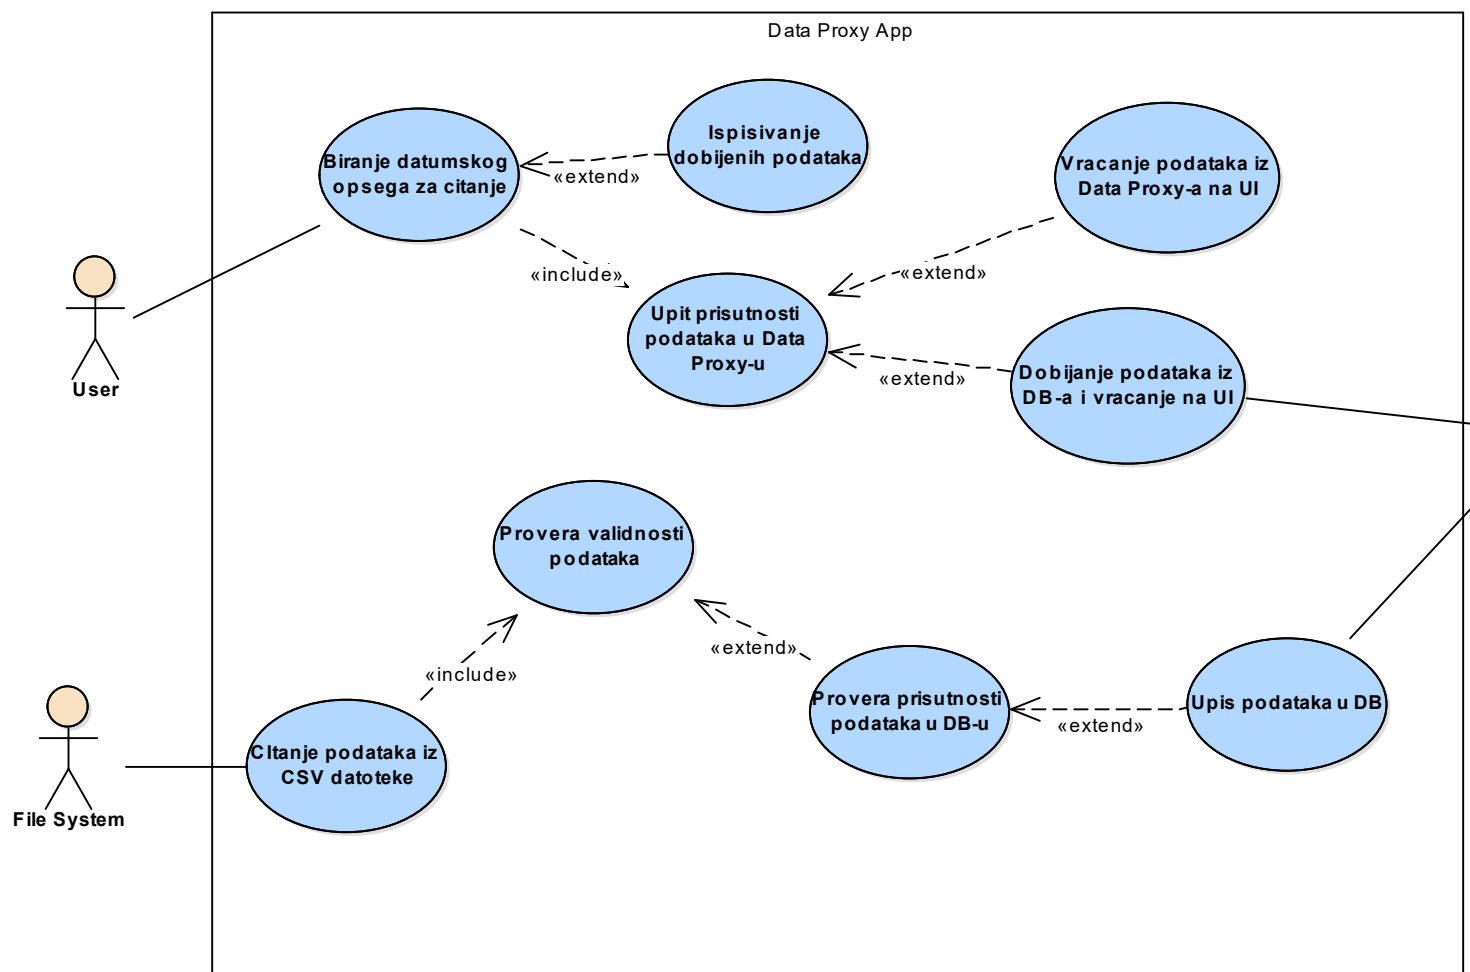 Data Proxy App
Ispisivanje
dobijenih podataka
Biranje datumskog
opsega za citanje
«extend»
Vracanje podataka iz
Data Proxy-a na UI
«include»
«extend»
Upit prisutnosti
podataka u Data
Proxy-u
«extend»
Dobijanje podataka iz
DB-a i vracanje na UI
User
Provera validnosti
podataka
«extend»
«include»
Provera prisutnosti
podataka u DB-u
«extend»
Upis podataka u DB
CItanje podataka iz
CSV datoteke
File System